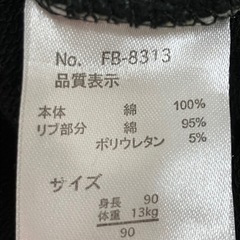 No. FB-8313
品質表示
本体 綿 100%
リブ部分 綿 95%
ポリウレタン 5%
サイズ
身長 90
体重 13kg
90